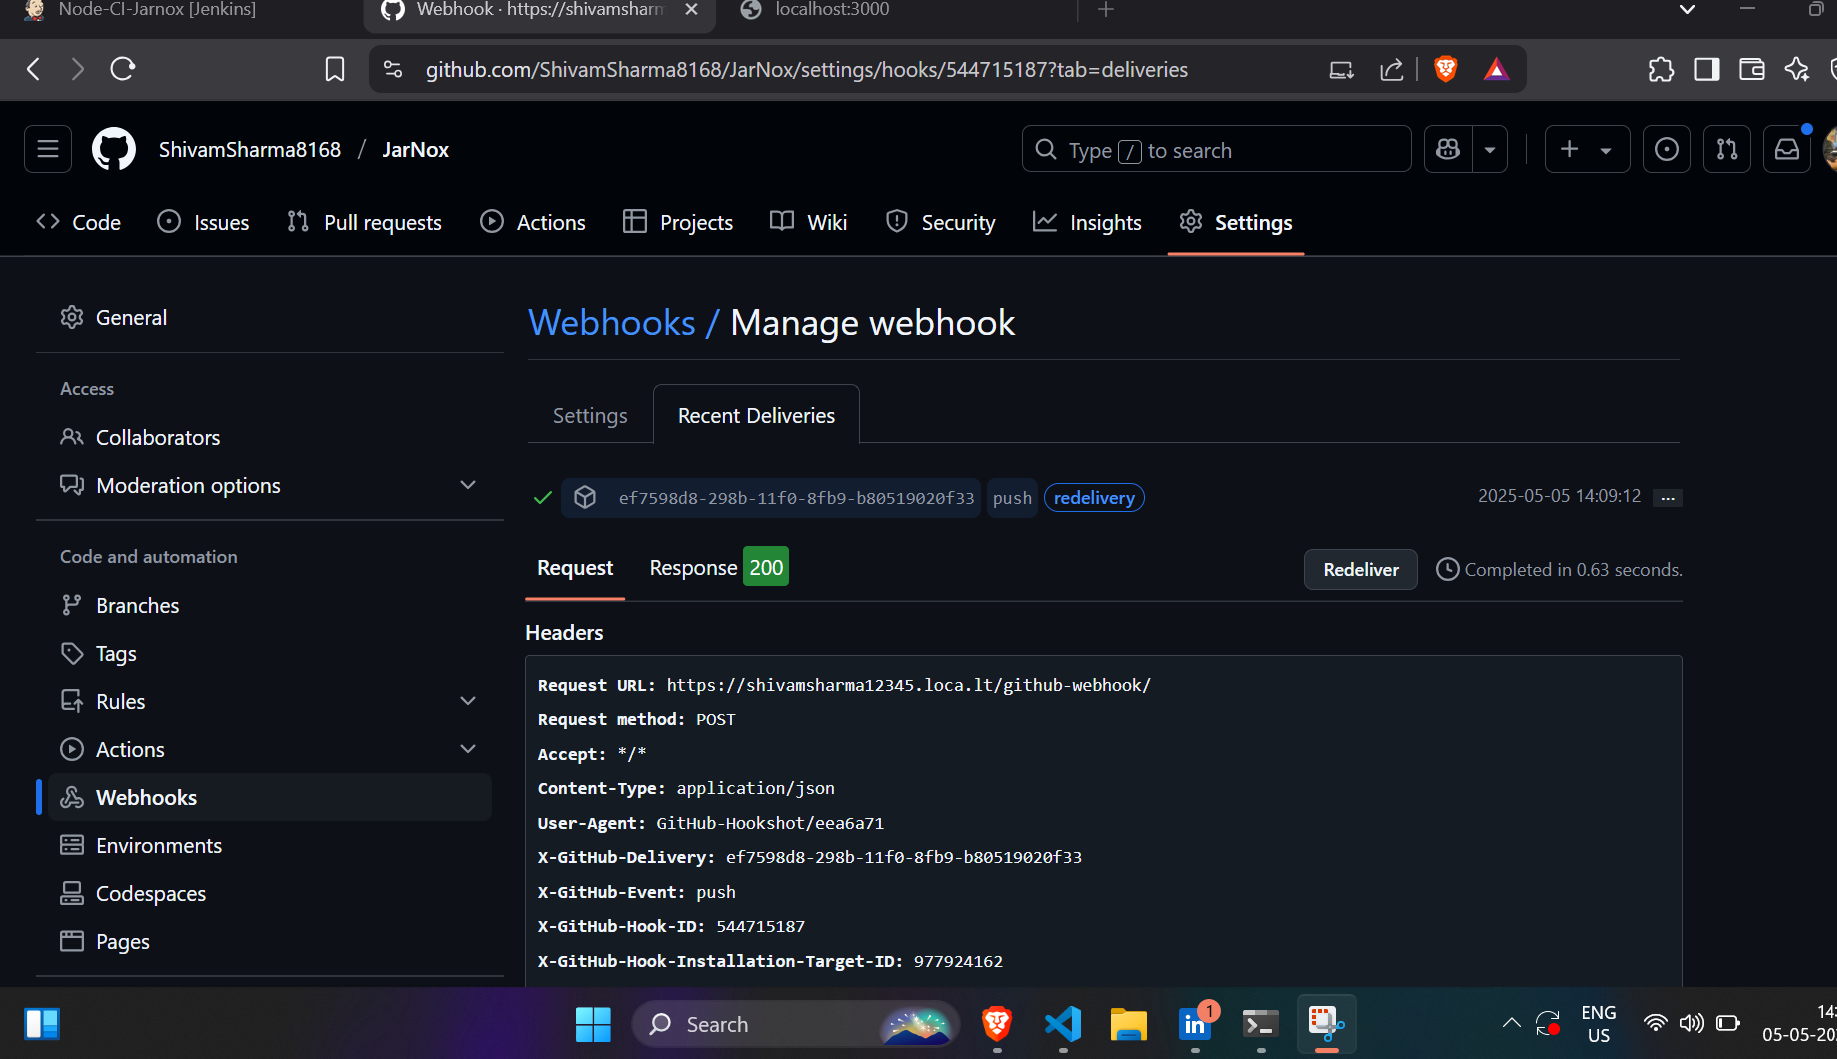 Node-CI-Jarnox [Jenkins]
Webhook · https://shivamsharm
localhost:3000
github.com/ShivamSharma8168/JarNox/settings/hooks/544715187?tab=deliveries
ShivamSharma8168 / JarNox
Type / to search
Code
Issues
Pull requests
Actions
Projects
Wiki
Security
Insights
Settings
General
Access
Collaborators
Moderation options
Code and automation
Branches
Tags
Rules
Actions
Webhooks
Environments
Codespaces
Pages
Webhooks / Manage webhook
Settings
Recent Deliveries
ef7598d8-298b-11f0-8fb9-b80519020f33 push redelivery
2025-05-05 14:09:12 ...
Request
Response 200
Redeliver
Completed in 0.63 seconds.
Headers
Request URL: https://shivamsharma12345.loca.lt/github-webhook/
Request method: POST
Accept: */*
Content-Type: application/json
User-Agent: GitHub-Hookshot/eea6a71
X-GitHub-Delivery: ef7598d8-298b-11f0-8fb9-b80519020f33
X-GitHub-Event: push
X-GitHub-Hook-ID: 544715187
X-GitHub-Hook-Installation-Target-ID: 977924162
Search
in
1
ENG
US
14:
05-05-20